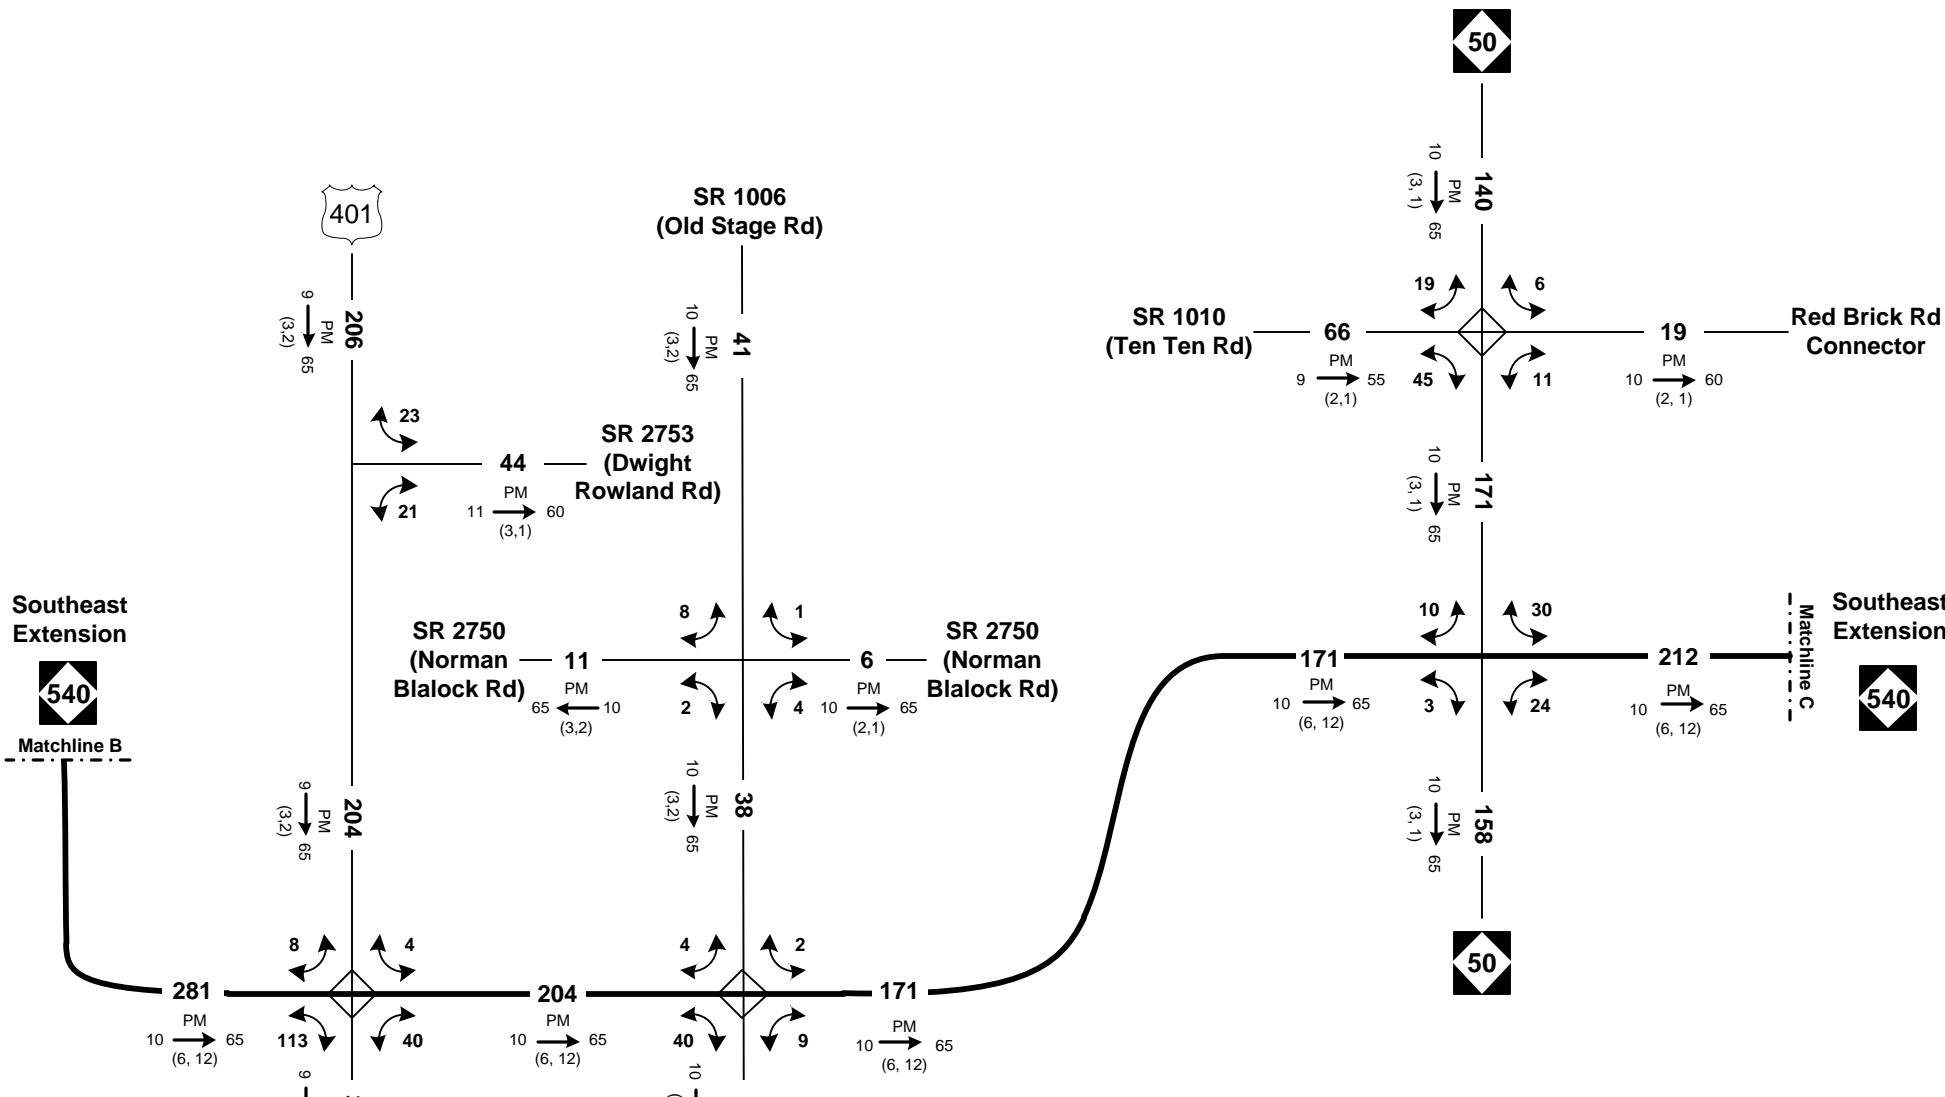 50
10
PM
(3, 1)
65
140
401
SR 1006
(Old Stage Rd)
9
PM
(3,2)
65
206
10
PM
(3,2)
65
41
19
6
SR 1010
(Ten Ten Rd)
66
PM
9
55
(2,1)
45
11
19
PM
10
60
(2, 1)
Red Brick Rd
Connector
23
21
44
PM
11
60
(3,1)
SR 2753
(Dwight
Rowland Rd)
10
PM
(3, 1)
65
171
Southeast
Extension
540
Matchline B
SR 2750
(Norman
Blalock Rd)
11
PM
65
10
(3,2)
8
1
2
4
6
PM
10
65
(2,1)
SR 2750
(Norman
Blalock Rd)
171
PM
10
65
(6, 12)
10
30
3
24
212
PM
10
65
(6, 12)
Matchline C
Southeast
Extension
540
9
PM
(3,2)
65
204
10
PM
(3,2)
65
38
10
PM
(3, 1)
65
158
50
281
PM
10
65
(6, 12)
8
4
113
40
204
PM
10
65
(6, 12)
4
2
40
9
171
PM
10
65
(6, 12)
9
10